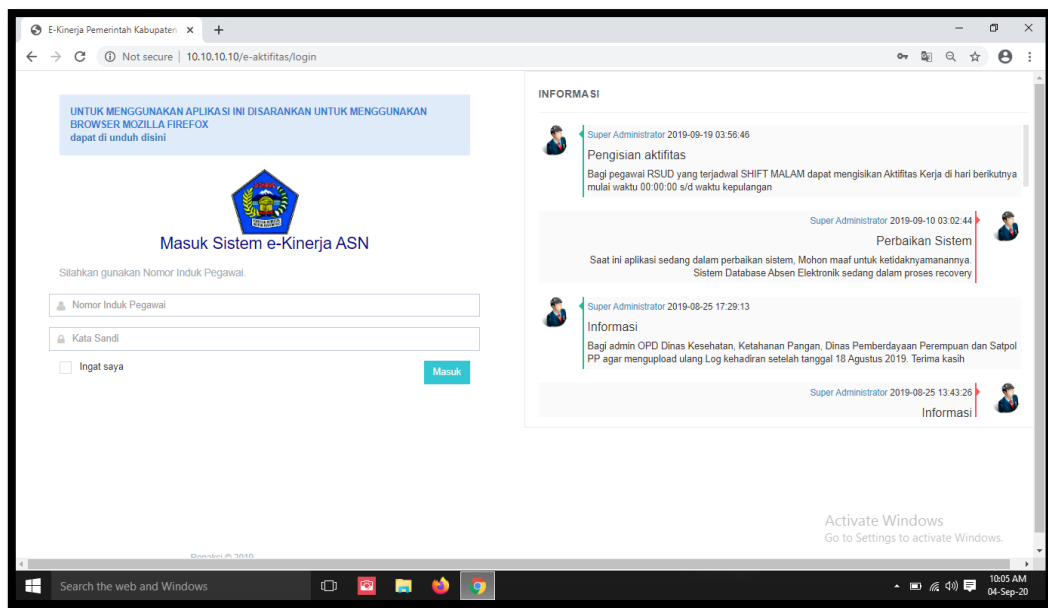 E-Kinerja Pemerintah Kabupaten
Not secure | 10.10.10.10/e-aktifitas/login
UNTUK MENGGUNAKAN APLIKASI INI DISARANKAN UNTUK MENGGUNAKAN
BROWSER MOZILLA FIREFOX
dapat di unduh disini
Masuk Sistem e-Kinerja ASN
Silahkan gunakan Nomor Induk Pegawai.
Nomor Induk Pegawai
Kata Sandi
Ingat saya
Masuk
INFORMASI
Super Administrator 2019-09-19 03:56:46
Pengisian aktifitas
Bagi pegawai RSUD yang terjadwal SHIFT MALAM dapat mengisikan Aktifitas Kerja di hari berikutnya
mulai waktu 00:00:00 s/d waktu kepulangan
Super Administrator 2019-09-10 03:02:44
Perbaikan Sistem
Saat ini aplikasi sedang dalam perbaikan sistem, Mohon maaf untuk ketidaknyamanannya.
Sistem Database Absen Elektronik sedang dalam proses recovery
Super Administrator 2019-08-25 17:29:13
Informasi
Bagi admin OPD Dinas Kesehatan, Ketahanan Pangan, Dinas Pemberdayaan Perempuan dan Satpol
PP agar mengupload ulang Log kehadiran setelah tanggal 18 Agustus 2019. Terima kasih
Super Administrator 2019-08-25 13:43:26
Informasi
Activate Windows
Go to Settings to activate Windows.
© 2019
Search the web and Windows
10:05 AM
04-Sep-20